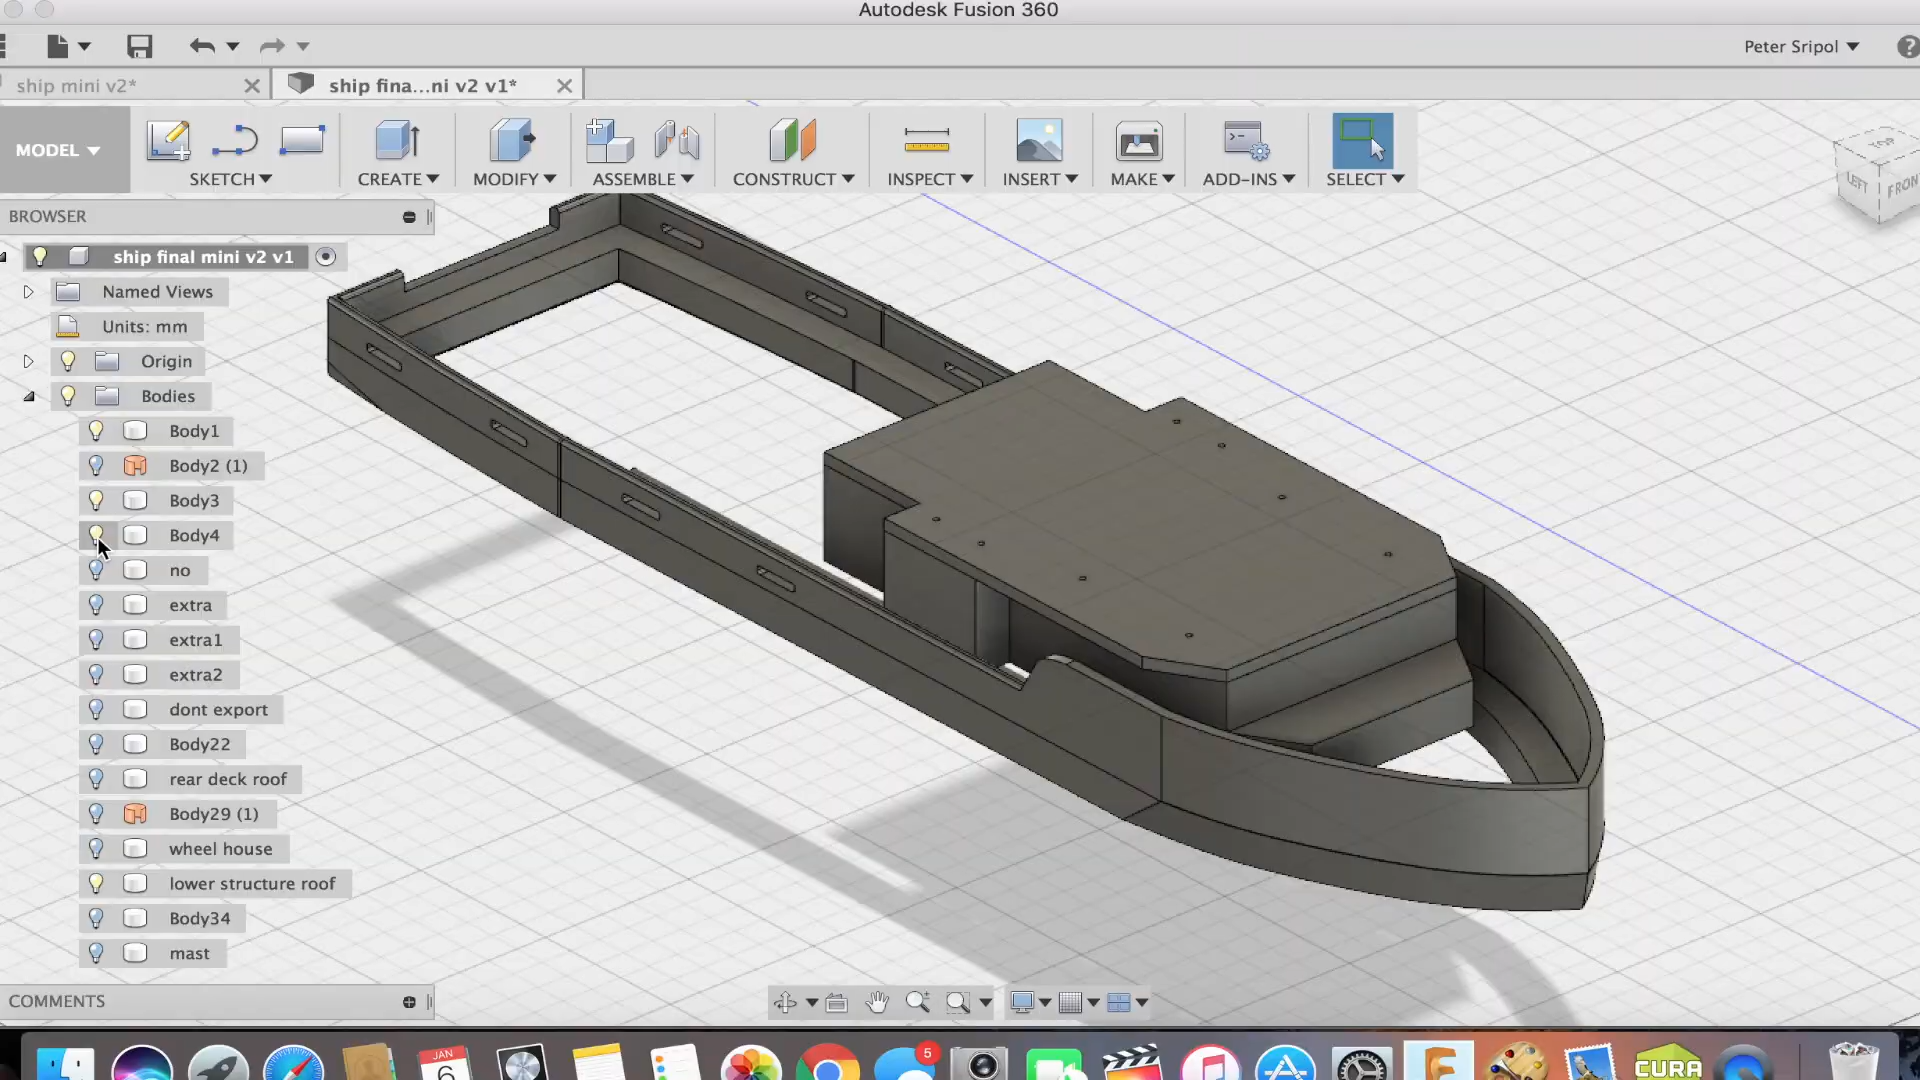 Autodesk Fusion 360
Peter Sripol
ship mini v2*
ship fina...ni v2 v1*
MODEL
SKETCH
CREATE
MODIFY
ASSEMBLE
CONSTRUCT
INSPECT
INSERT
MAKE
ADD-INS
SELECT
TOP
LEFT
FRONT
BROWSER
ship final mini v2 v1
Named Views
Units: mm
Origin
Bodies
Body1
Body2 (1)
Body3
Body4
no
extra
extra1
extra2
dont export
Body22
rear deck roof
Body29 (1)
wheel house
lower structure roof
Body34
mast
COMMENTS
JAN
6
5
CURA